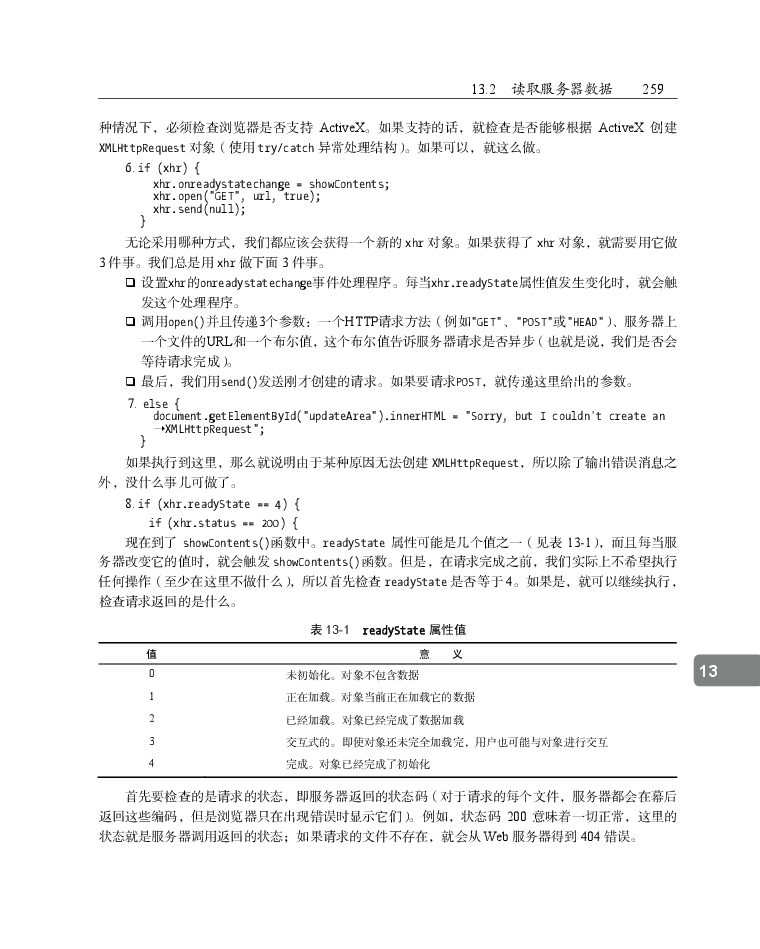 13.2 读取服务器数据 259
种情况下，必须检查浏览器是否支持 ActiveX。如果支持的话，就检查是否能够根据 ActiveX 创建
XMLHttpRequest 对象（使用 try/catch 异常处理结构）。如果可以，就这么做。
6. if (xhr) {
xhr.onreadystatechange = showContents;
xhr.open("GET", url, true);
xhr.send(null);
}
无论采用哪种方式，我们都应该会获得一个新的 xhr 对象。如果获得了 xhr 对象，就需要用它做
3 件事。我们总是用 xhr 做下面 3 件事。
❑ 设置xhr的onreadystatechange事件处理程序。每当xhr.readyState属性值发生变化时，就会触
发这个处理程序。
❑ 调用open()并且传递3个参数：一个HTTP请求方法（例如"GET"、"POST"或"HEAD"）、服务器上
一个文件的URL和一个布尔值，这个布尔值告诉服务器请求是否异步（也就是说，我们是否会
等待请求完成）。
❑ 最后，我们用send()发送刚才创建的请求。如果要请求POST，就传递这里给出的参数。
7. else {
document.getElementById("updateArea").innerHTML = "Sorry, but I couldn't create an
→XMLHttpRequest";
}
如果执行到这里，那么就说明由于某种原因无法创建 XMLHttpRequest，所以除了输出错误消息之
外，没什么事儿可做了。
8. if (xhr.readyState == 4) {
if (xhr.status == 200) {
现在到了 showContents()函数中。readyState 属性可能是几个值之一（见表 13-1），而且每当服
务器改变它的值时，就会触发 showContents()函数。但是，在请求完成之前，我们实际上不希望执行
任何操作（至少在这里不做什么），所以首先检查 readyState 是否等于 4。如果是，就可以继续执行，
检查请求返回的是什么。
表 13-1 readyState 属性值
值 意 义
0 未初始化。对象不包含数据
1 正在加载。对象当前正在加载它的数据
2 已经加载。对象已经完成了数据加载
3 交互式的。即使对象还未完全加载完，用户也可能与对象进行交互
4 完成。对象已经完成了初始化
13
首先要检查的是请求的状态，即服务器返回的状态码（对于请求的每个文件，服务器都会在幕后
返回这些编码，但是浏览器只在出现错误时显示它们）。例如，状态码 200 意味着一切正常，这里的
状态就是服务器调用返回的状态；如果请求的文件不存在，就会从 Web 服务器得到 404 错误。